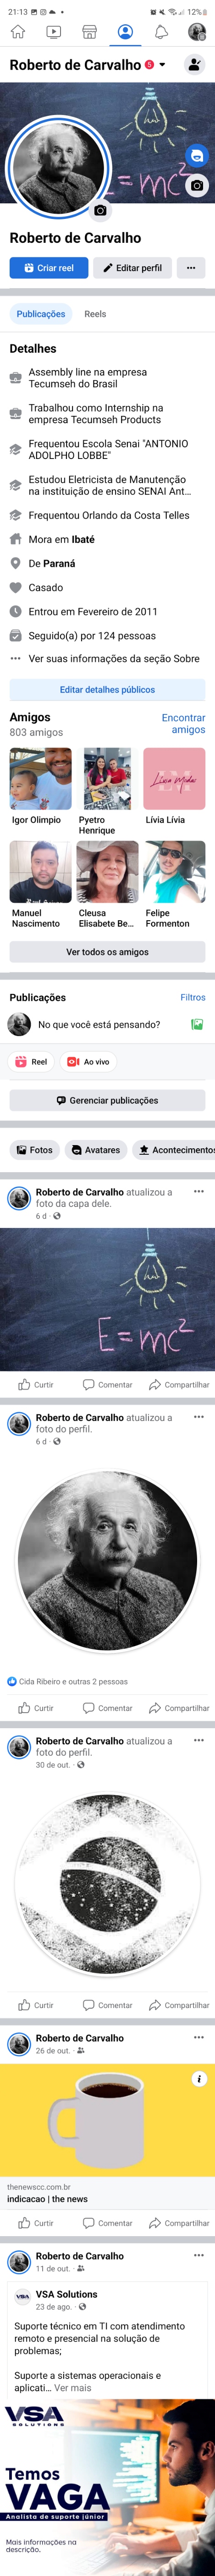 21:13
12%
Roberto de Carvalho 5
= mc²
Roberto de Carvalho
Criar reel
Editar perfil
Publicações
Reels
Detalhes
Assembly line na empresa
Tecumseh do Brasil
Trabalhou como Internship na
empresa Tecumseh Products
Frequentou Escola Senai "ANTONIO
ADOLPHO LOBBE"
Estudou Eletricista de Manutenção
na instituição de ensino SENAI Ant...
Frequentou Orlando da Costa Telles
Mora em Ibaté
De Paraná
Casado
Entrou em Fevereiro de 2011
Seguido(a) por 124 pessoas
Ver suas informações da seção Sobre
Editar detalhes públicos
Amigos
803 amigos
Encontrar
amigos
Igor Olimpio
Pyetro
Henrique
Lívia Lívia
Manuel
Nascimento
Cleusa
Elisabete Be...
Felipe
Formenton
Ver todos os amigos
Publicações
Filtros
No que você está pensando?
Reel
Ao vivo
Gerenciar publicações
Fotos
Avatares
Acontecimentos
Roberto de Carvalho atualizou a
foto da capa dele.
6 d
E=mc²
Curtir
Comentar
Compartilhar
Roberto de Carvalho atualizou a
foto do perfil.
6 d
Cida Ribeiro e outras 2 pessoas
Curtir
Comentar
Compartilhar
Roberto de Carvalho atualizou a
foto do perfil.
30 de out.
Curtir
Comentar
Compartilhar
Roberto de Carvalho
26 de out.
thenewscc.com.br
indicacao | the news
Curtir
Comentar
Compartilhar
Roberto de Carvalho
11 de out.
VSA
VSA Solutions
23 de ago.
Suporte técnico em TI com atendimento
remoto e presencial na solução de
problemas;
Suporte a sistemas operacionais e
aplicati... Ver mais
VSA
SOLUTIONS
Temos
VAGA
Analista de suporte júnior
Mais informações na
descrição.